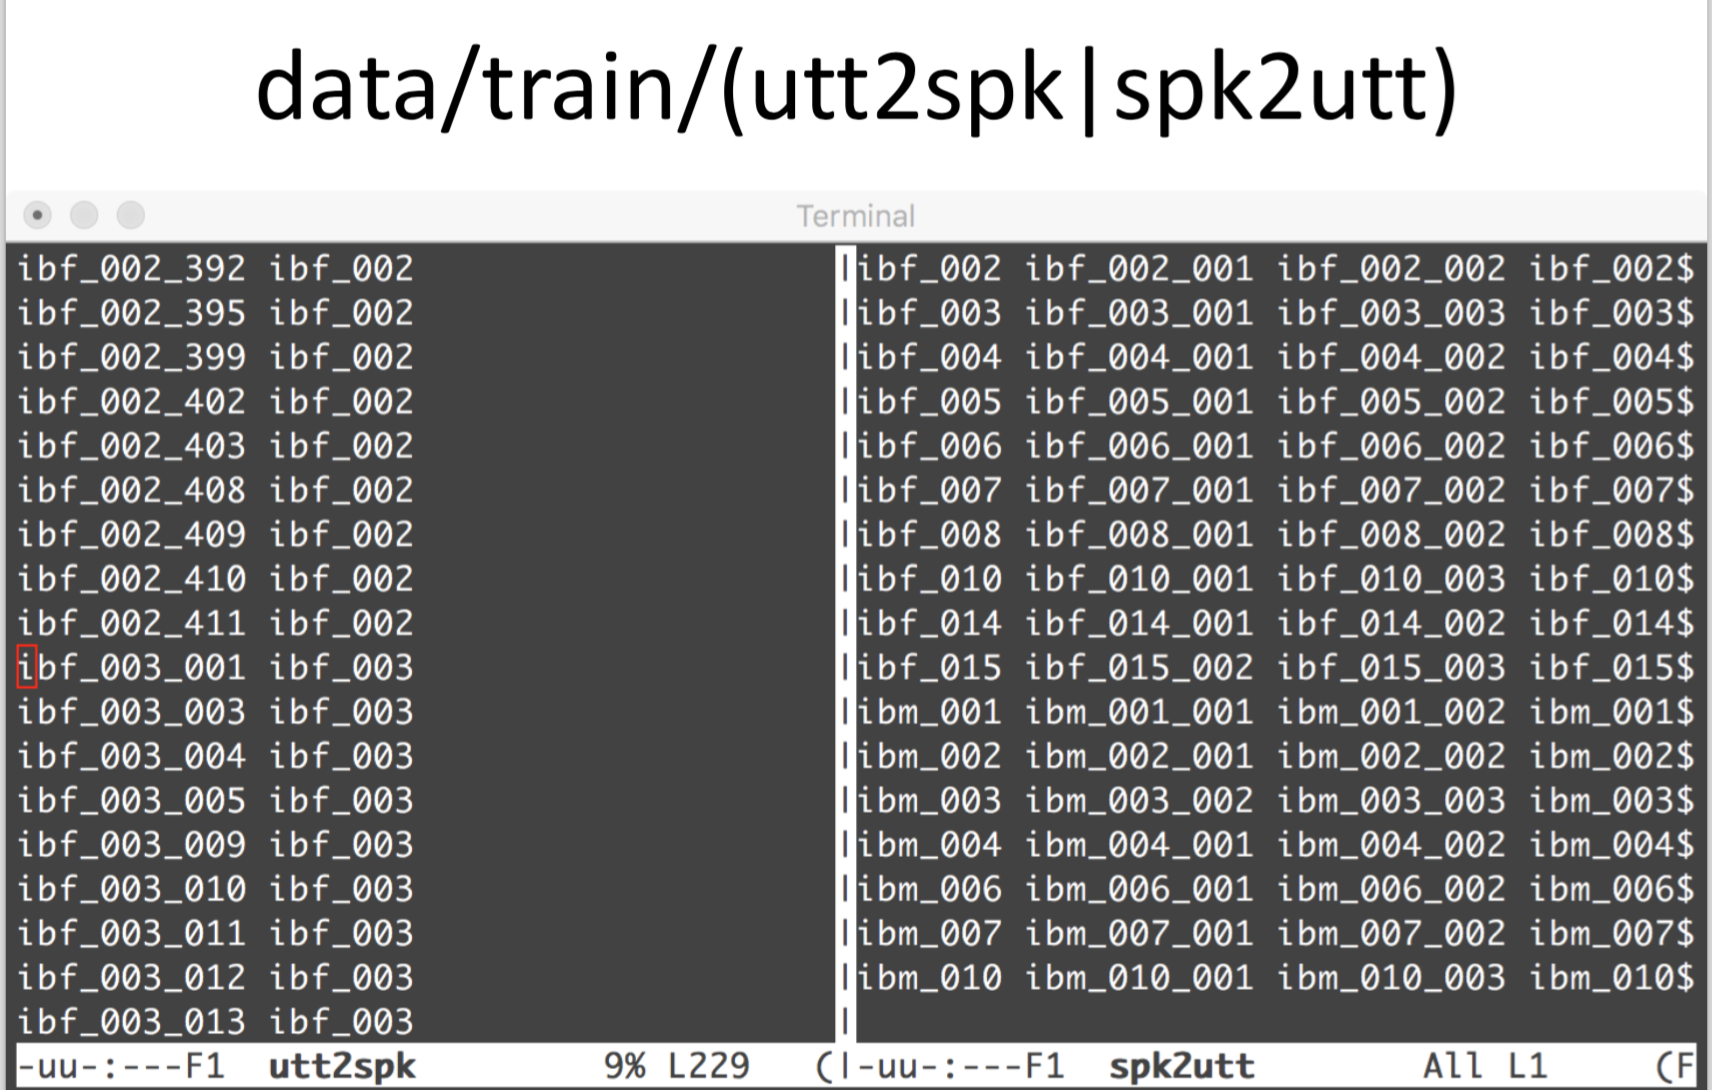 data/train/(utt2spk|spk2utt)
Terminal
ibf_002_392 ibf_002
ibf_002_395 ibf_002
ibf_002_399 ibf_002
ibf_002_402 ibf_002
ibf_002_403 ibf_002
ibf_002_408 ibf_002
ibf_002_409 ibf_002
ibf_002_410 ibf_002
ibf_002_411 ibf_002
ibf_003_001 ibf_003
ibf_003_003 ibf_003
ibf_003_004 ibf_003
ibf_003_005 ibf_003
ibf_003_009 ibf_003
ibf_003_010 ibf_003
ibf_003_011 ibf_003
ibf_003_012 ibf_003
ibf_003_013 ibf_003
-uu-:---F1 utt2spk 9% L229 (
ibf_002 ibf_002_001 ibf_002_002 ibf_002$
ibf_003 ibf_003_001 ibf_003_003 ibf_003$
ibf_004 ibf_004_001 ibf_004_002 ibf_004$
ibf_005 ibf_005_001 ibf_005_002 ibf_005$
ibf_006 ibf_006_001 ibf_006_002 ibf_006$
ibf_007 ibf_007_001 ibf_007_002 ibf_007$
ibf_008 ibf_008_001 ibf_008_002 ibf_008$
ibf_010 ibf_010_001 ibf_010_003 ibf_010$
ibf_014 ibf_014_001 ibf_014_002 ibf_014$
ibf_015 ibf_015_002 ibf_015_003 ibf_015$
ibm_001 ibm_001_001 ibm_001_002 ibm_001$
ibm_002 ibm_002_001 ibm_002_002 ibm_002$
ibm_003 ibm_003_002 ibm_003_003 ibm_003$
ibm_004 ibm_004_001 ibm_004_002 ibm_004$
ibm_006 ibm_006_001 ibm_006_002 ibm_006$
ibm_007 ibm_007_001 ibm_007_002 ibm_007$
ibm_010 ibm_010_001 ibm_010_003 ibm_010$
-uu-:---F1 spk2utt All L1 (F